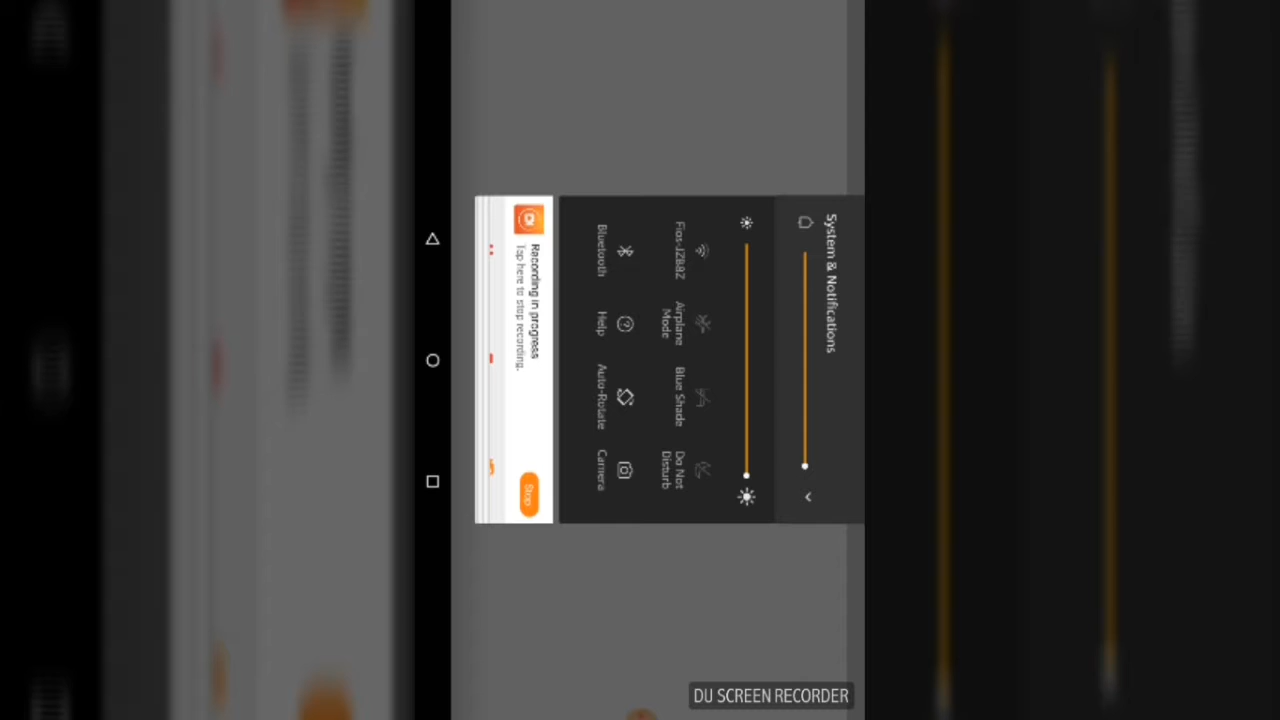 System & Notifications
Fios-JZB8Z
Airplane
Mode
Blue Shade
Do Not
Disturb
Bluetooth
Help
Auto-Rotate
Camera
Recording in progress
Tap here to stop recording.
Stop
DU SCREEN RECORDER